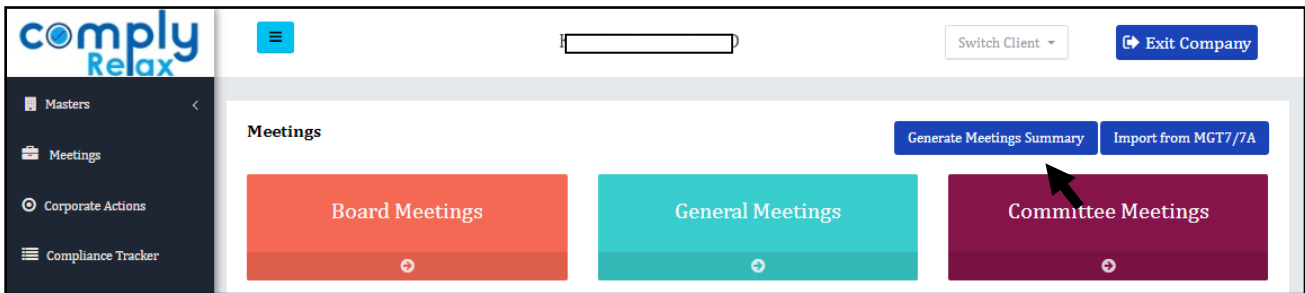 comply
Relax
Switch Client
Exit Company
Masters
Meetings
Corporate Actions
Compliance Tracker
Meetings
Generate Meetings Summary
Import from MGT7/7A
Board Meetings
General Meetings
Committee Meetings